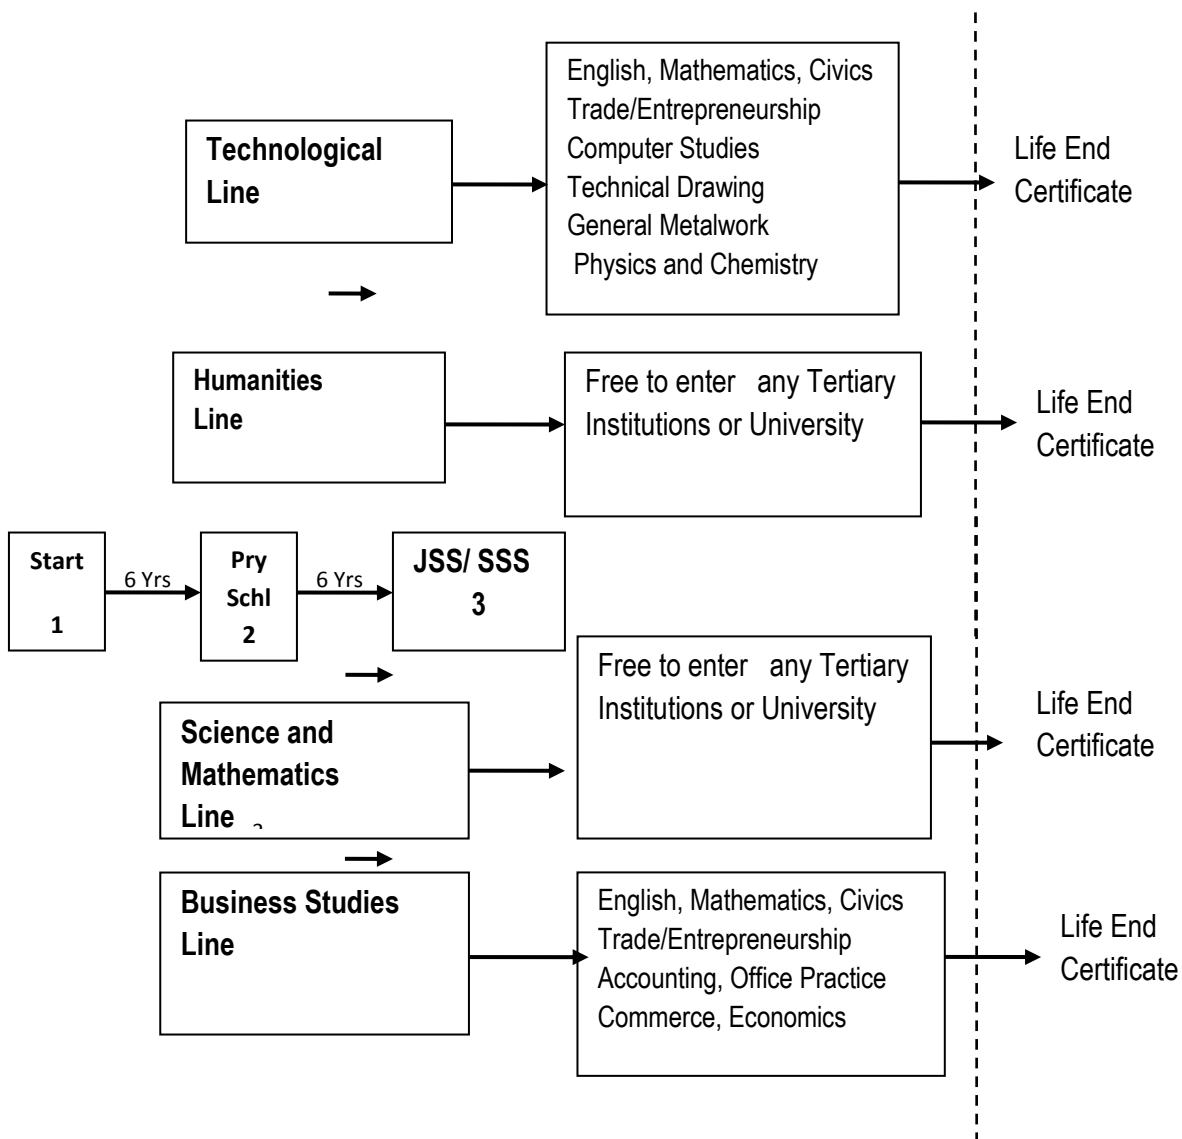 Technological
Line
English, Mathematics, Civics
Trade/Entrepreneurship
Computer Studies
Technical Drawing
General Metalwork
Physics and Chemistry
Life End
Certificate
Humanities
Line
Free to enter any Tertiary
Institutions or University
Life End
Certificate
Start
1
6 Yrs
Pry
Schl
2
6 Yrs
JSS/ SSS
3
Science and
Mathematics
Line
Free to enter any Tertiary
Institutions or University
Life End
Certificate
Business Studies
Line
English, Mathematics, Civics
Trade/Entrepreneurship
Accounting, Office Practice
Commerce, Economics
Life End
Certificate